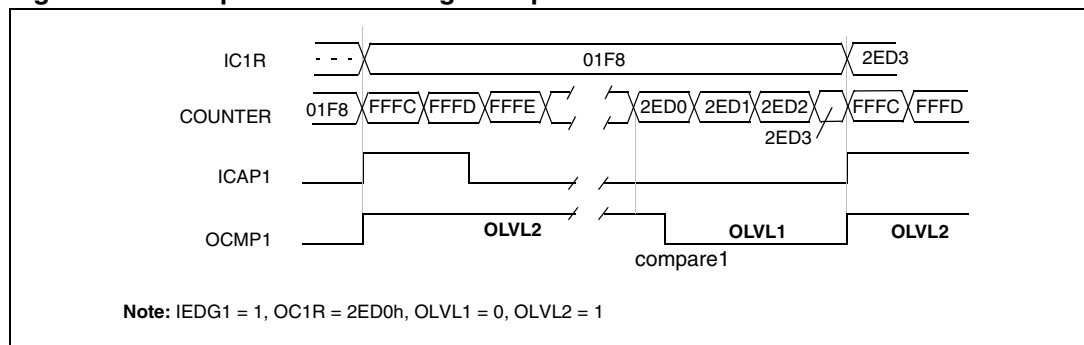 IC1R - - - 01F8 2ED3
COUNTER 01F8 FFFC FFFD FFFE 2ED0 2ED1 2ED2 FFFC FFFD
2ED3
ICAP1
OCMP1 OLVL2 OLVL1 OLVL2
compare1
Note: IEDG1 = 1, OC1R = 2ED0h, OLVL1 = 0, OLVL2 = 1